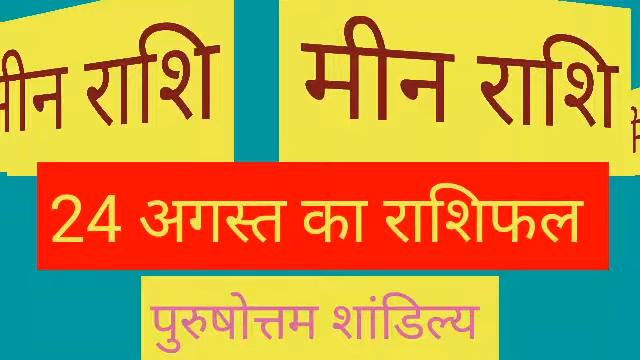 मीन राशि मीन राशि
24 अगस्त का राशिफल
पुरुषोत्तम शांडिल्य